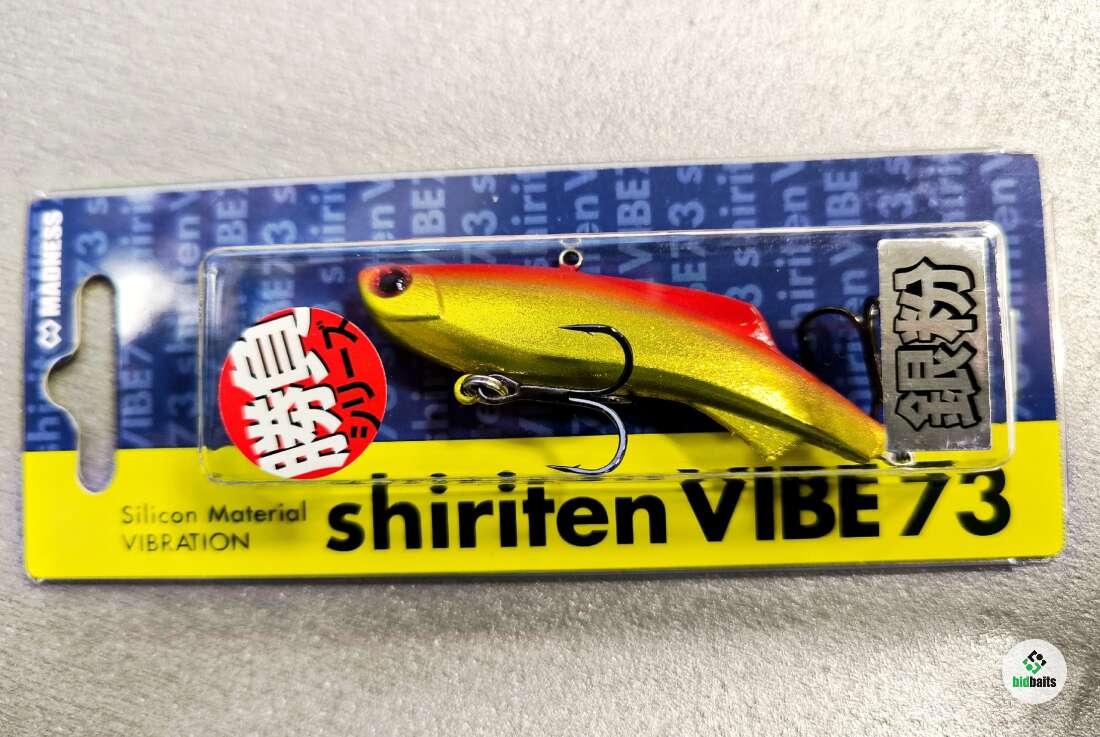 MADNESS
勝負
シリーズ
銀粉
Silicon Material
VIBRATION
shiriten VIBE 73
bidbaits